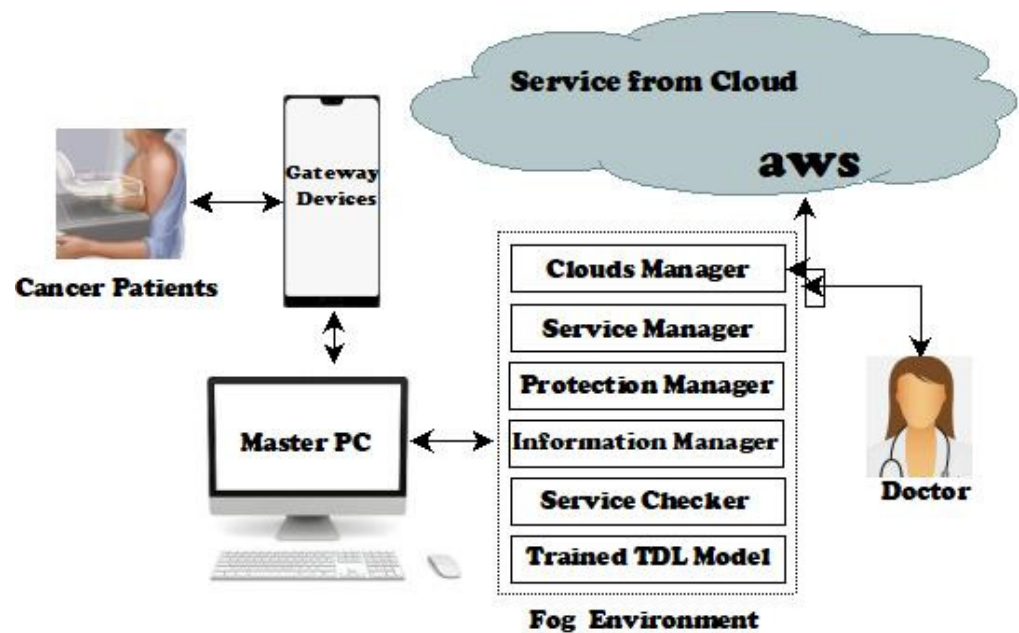 Service from Cloud
aws
Gateway
Devices
Cancer Patients
Clouds Manager
Service Manager
Protection Manager
Master PC
Information Manager
Service Checker
Doctor
Trained TDL Model
Fog Environment